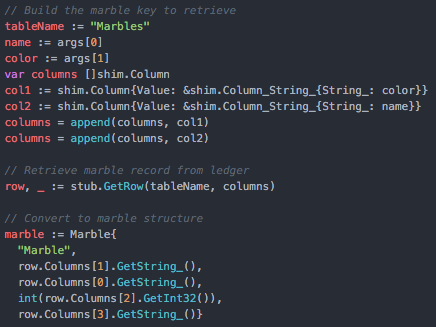 // Build the marble key to retrieve
tableName := "Marbles"
name := args[0]
color := args[1]
var columns []shim.Column
col1 := shim.Column{Value: &shim.Column_String_{String_: color}}
col2 := shim.Column{Value: &shim.Column_String_{String_: name}}
columns = append(columns, col1)
columns = append(columns, col2)
// Retrieve marble record from ledger
row, _ := stub.GetRow(tableName, columns)
// Convert to marble structure
marble := Marble{
"Marble",
row.Columns[1].GetString_(),
row.Columns[0].GetString_(),
int(row.Columns[2].GetInt32()),
row.Columns[3].GetString_()}